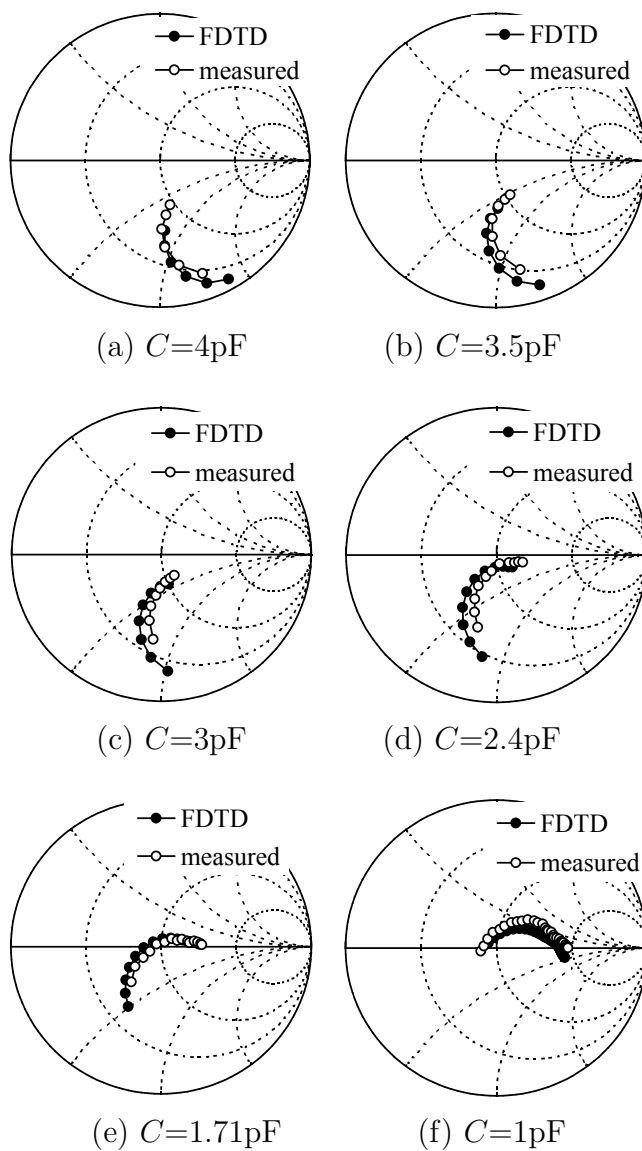 FDTD
measured
FDTD
measured
(a) C=4pF
(b) C=3.5pF
FDTD
measured
FDTD
measured
(c) C=3pF
(d) C=2.4pF
FDTD
measured
FDTD
measured
(e) C=1.71pF
(f) C=1pF